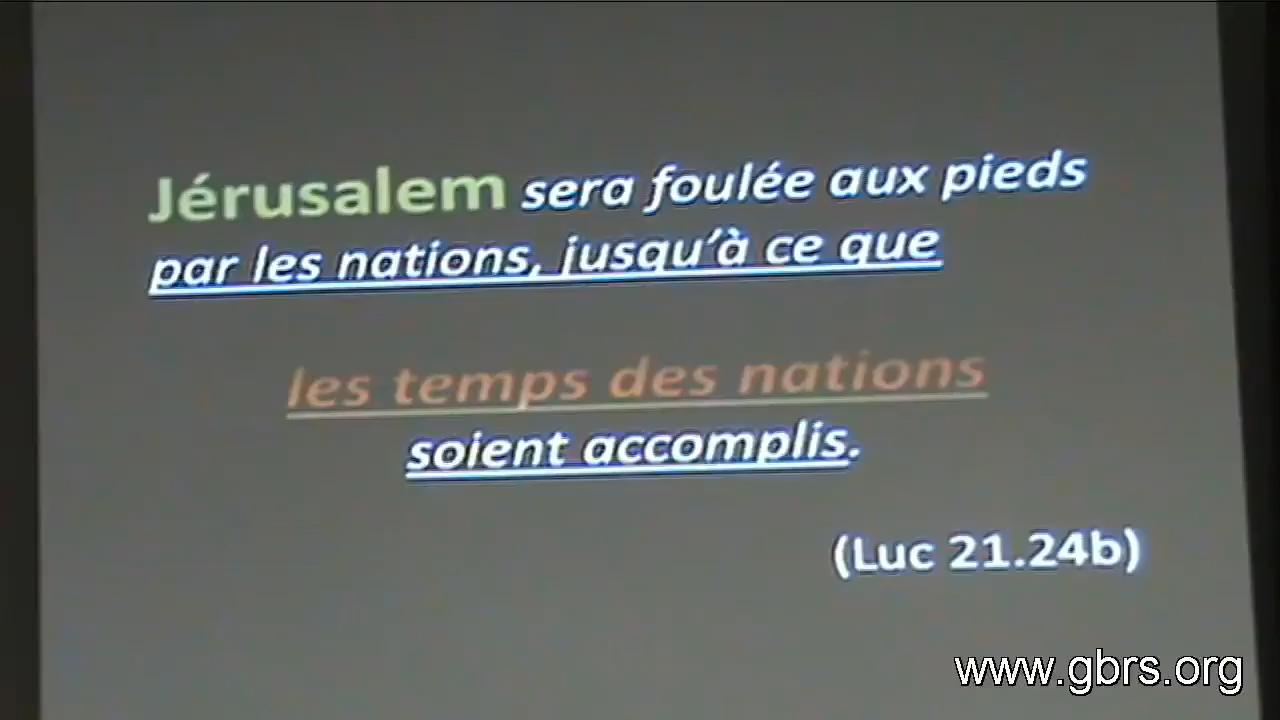 Jérusalem sera foulée aux pieds
par les nations, jusqu’à ce que
les temps des nations
soient accomplis.
(Luc 21.24b)
www.gbrs.org